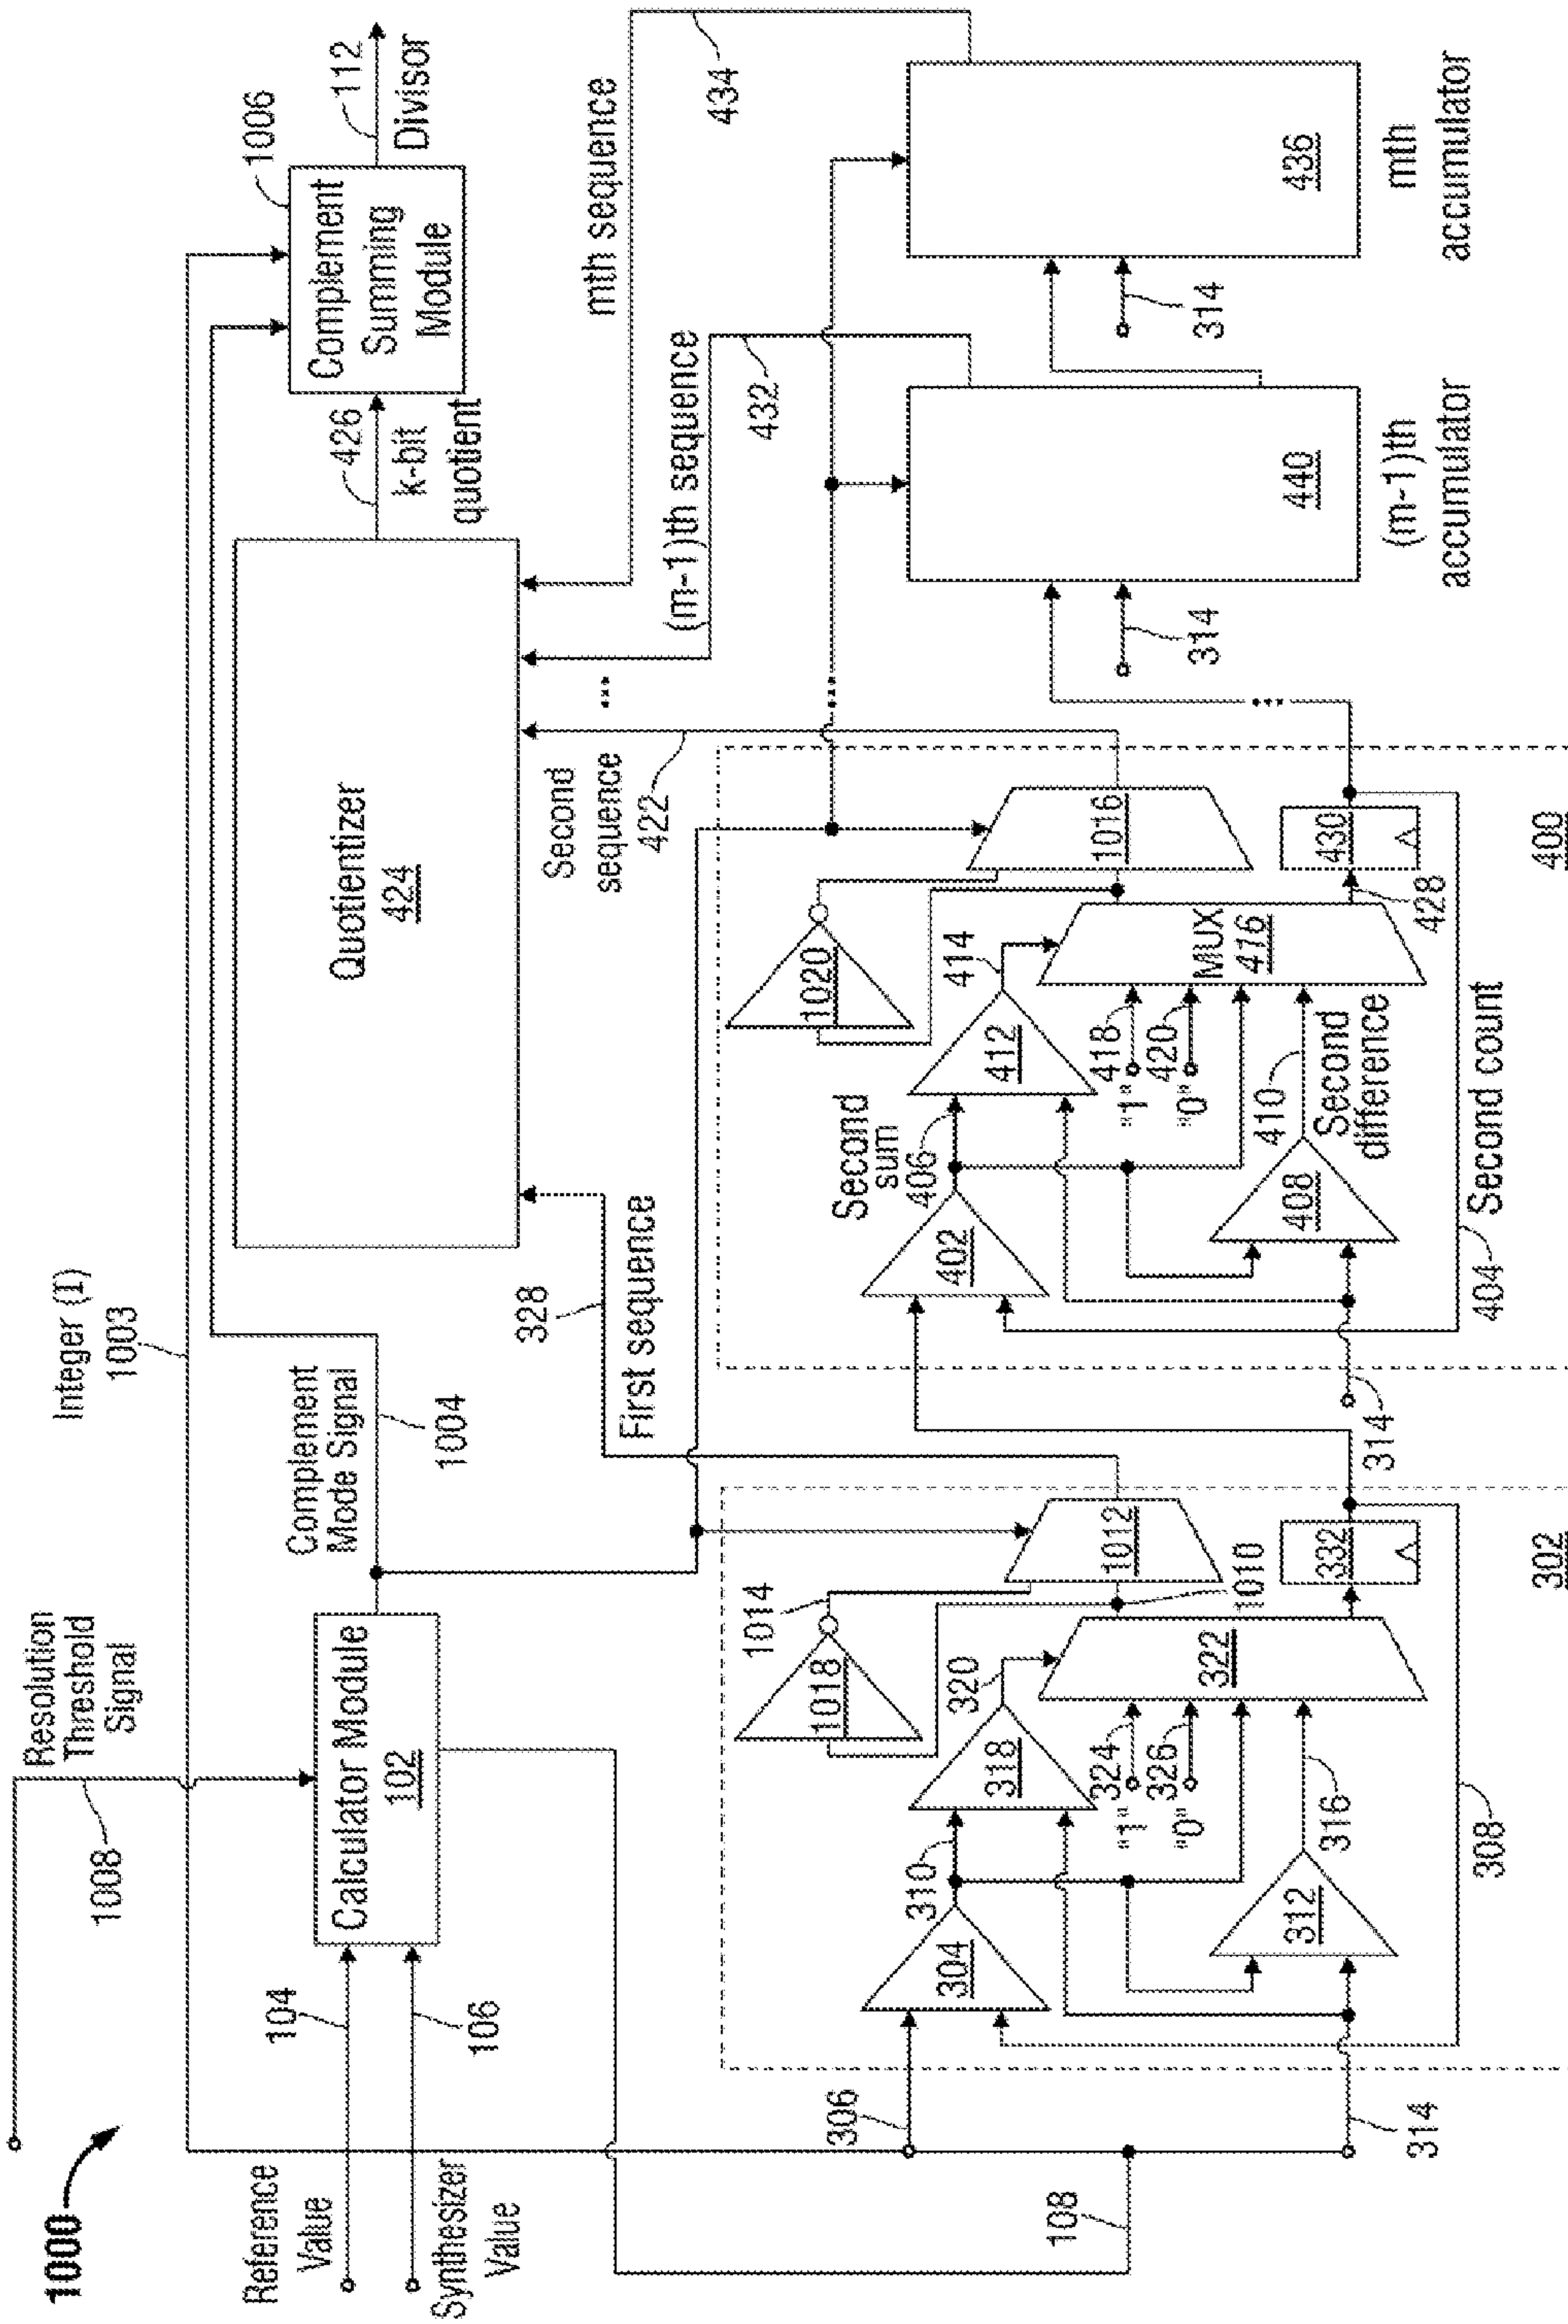 1000
Resolution
Threshold
Signal
1008
Integer (I)
1003
Reference
Value
104
Synthesizer
Value
106
Calculator Module
102
Complement
Mode Signal
1004
108
Quotientizer
424
426
k-bit
quotient
Complement
Summing
Module
1006
112
Divisor
328
First sequence
Second
sequence
422
...
(m-1)th sequence
432
mth sequence
434
306
314
304
310
318
320
"1"
324
"0"
326
312
316
322
1018
1014
1012
1010
332
308
302
314
402
Second
sum
406
412
414
"1"
418
"0"
420
408
410
Second
difference
MUX
416
1020
1016
430
428
404
Second count
400
...
...
314
440
(m-1)th
accumulator
314
436
mth
accumulator